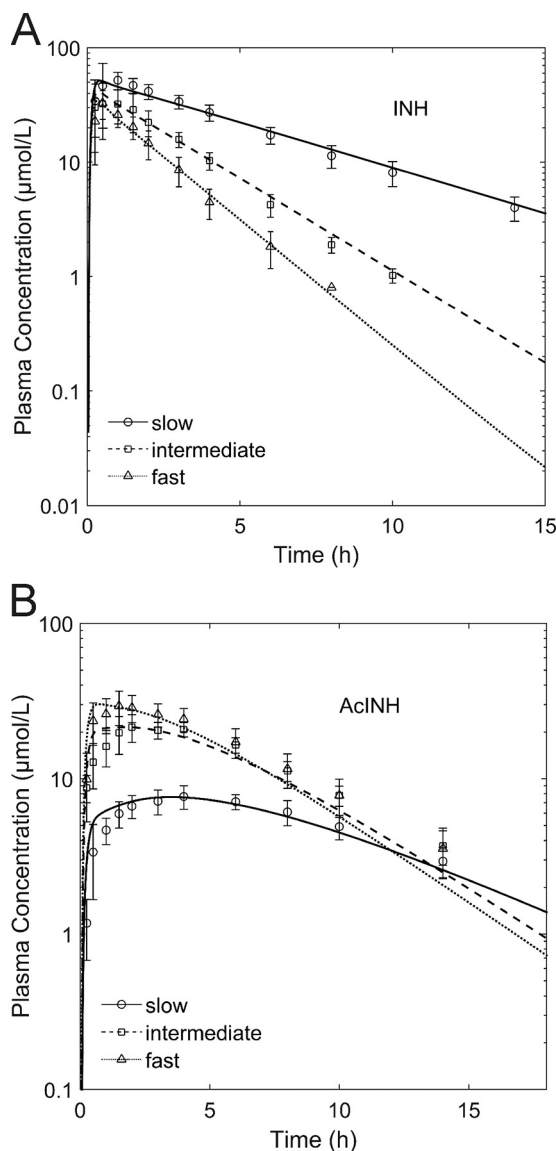 A
100
INH
10
1
0.1
0.01
Plasma Concentration (µmol/L)
slow
intermediate
fast
0
5
10
15
Time (h)
B
100
AcINH
10
1
0.1
Plasma Concentration (µmol/L)
slow
intermediate
fast
0
5
10
15
Time (h)